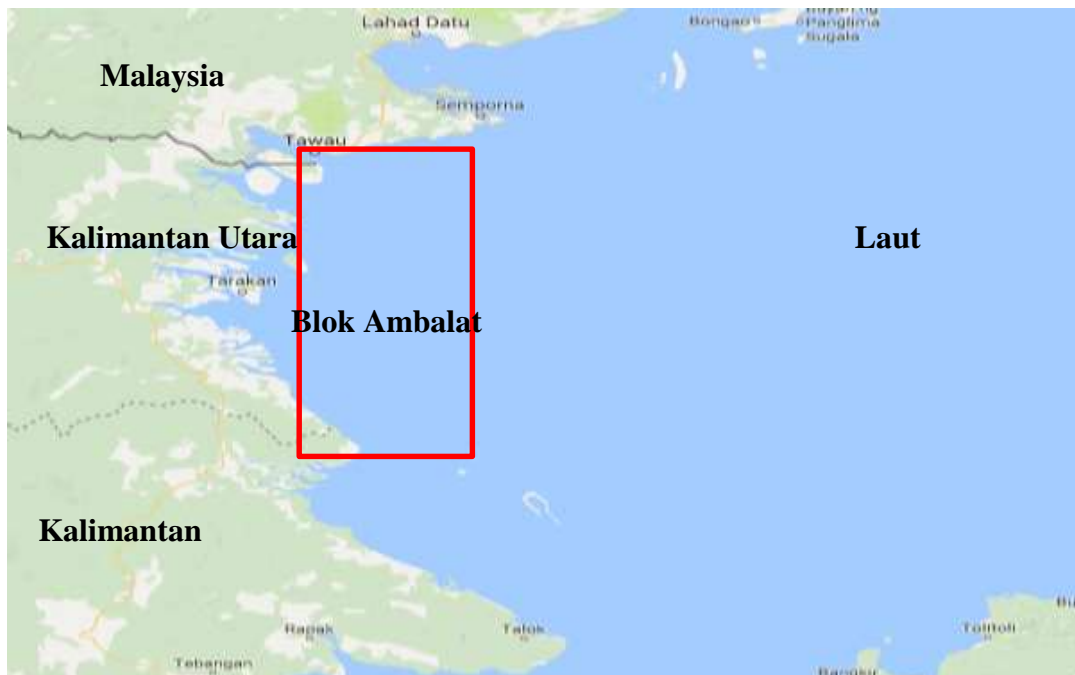 Lahad Datu
Bongao
Panglima
Sugala
Malaysia
Semporna
Tawau
Kalimantan Utara
Laut
Tarakan
Blok Ambalat
Kalimantan
Rapak
Talok
Tolitoli
Tebangan